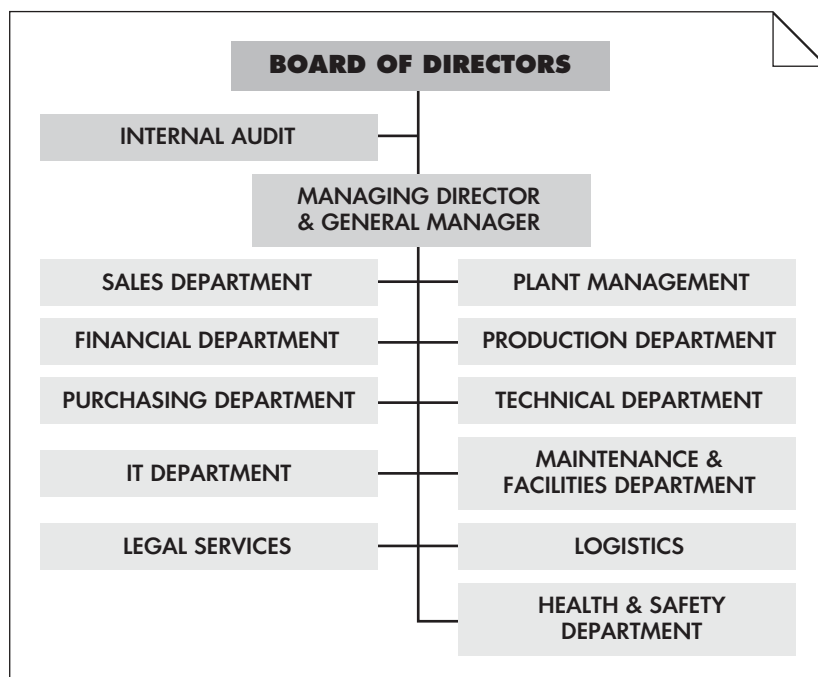 BOARD OF DIRECTORS
INTERNAL AUDIT
MANAGING DIRECTOR
& GENERAL MANAGER
SALES DEPARTMENT
PLANT MANAGEMENT
FINANCIAL DEPARTMENT
PRODUCTION DEPARTMENT
PURCHASING DEPARTMENT
TECHNICAL DEPARTMENT
IT DEPARTMENT
MAINTENANCE &
FACILITIES DEPARTMENT
LEGAL SERVICES
LOGISTICS
HEALTH & SAFETY
DEPARTMENT